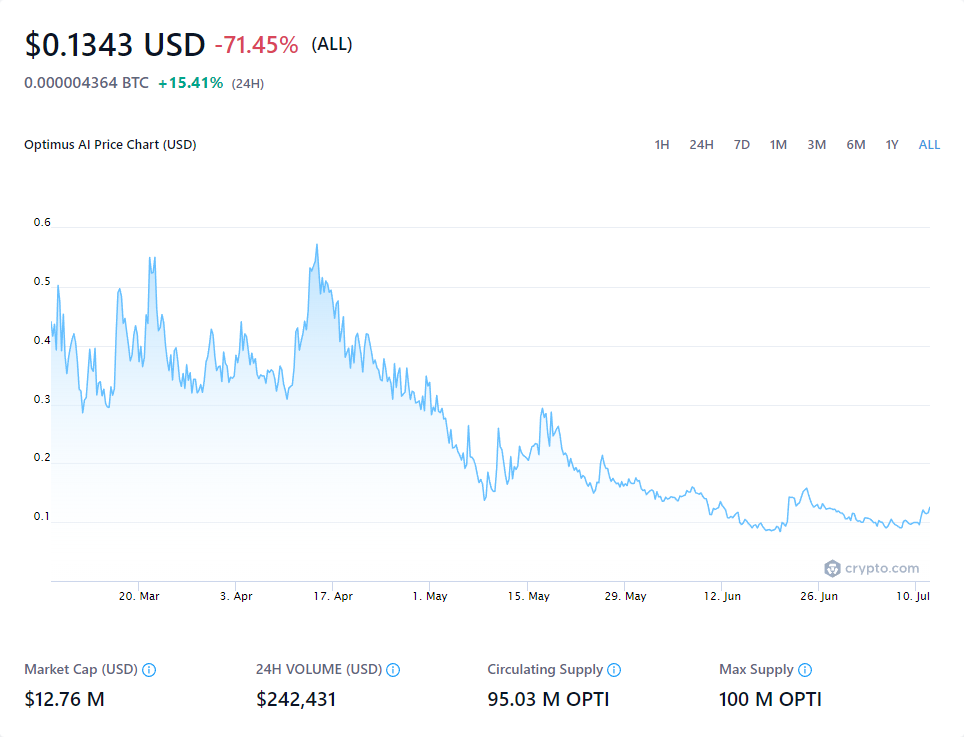 $0.1343 USD -71.45% (ALL)
0.000004364 BTC +15.41% (24H)
Optimus AI Price Chart (USD) 1H 24H 7D 1M 3M 6M 1Y ALL
0.6
0.5
0.4
0.3
0.2
0.1
crypto.com
20. Mar 3. Apr 17. Apr 1. May 15. May 29. May 12. Jun 26. Jun 10. Jul
Market Cap (USD) 24H VOLUME (USD) Circulating Supply Max Supply
$12.76 M $242,431 95.03 M OPTI 100 M OPTI